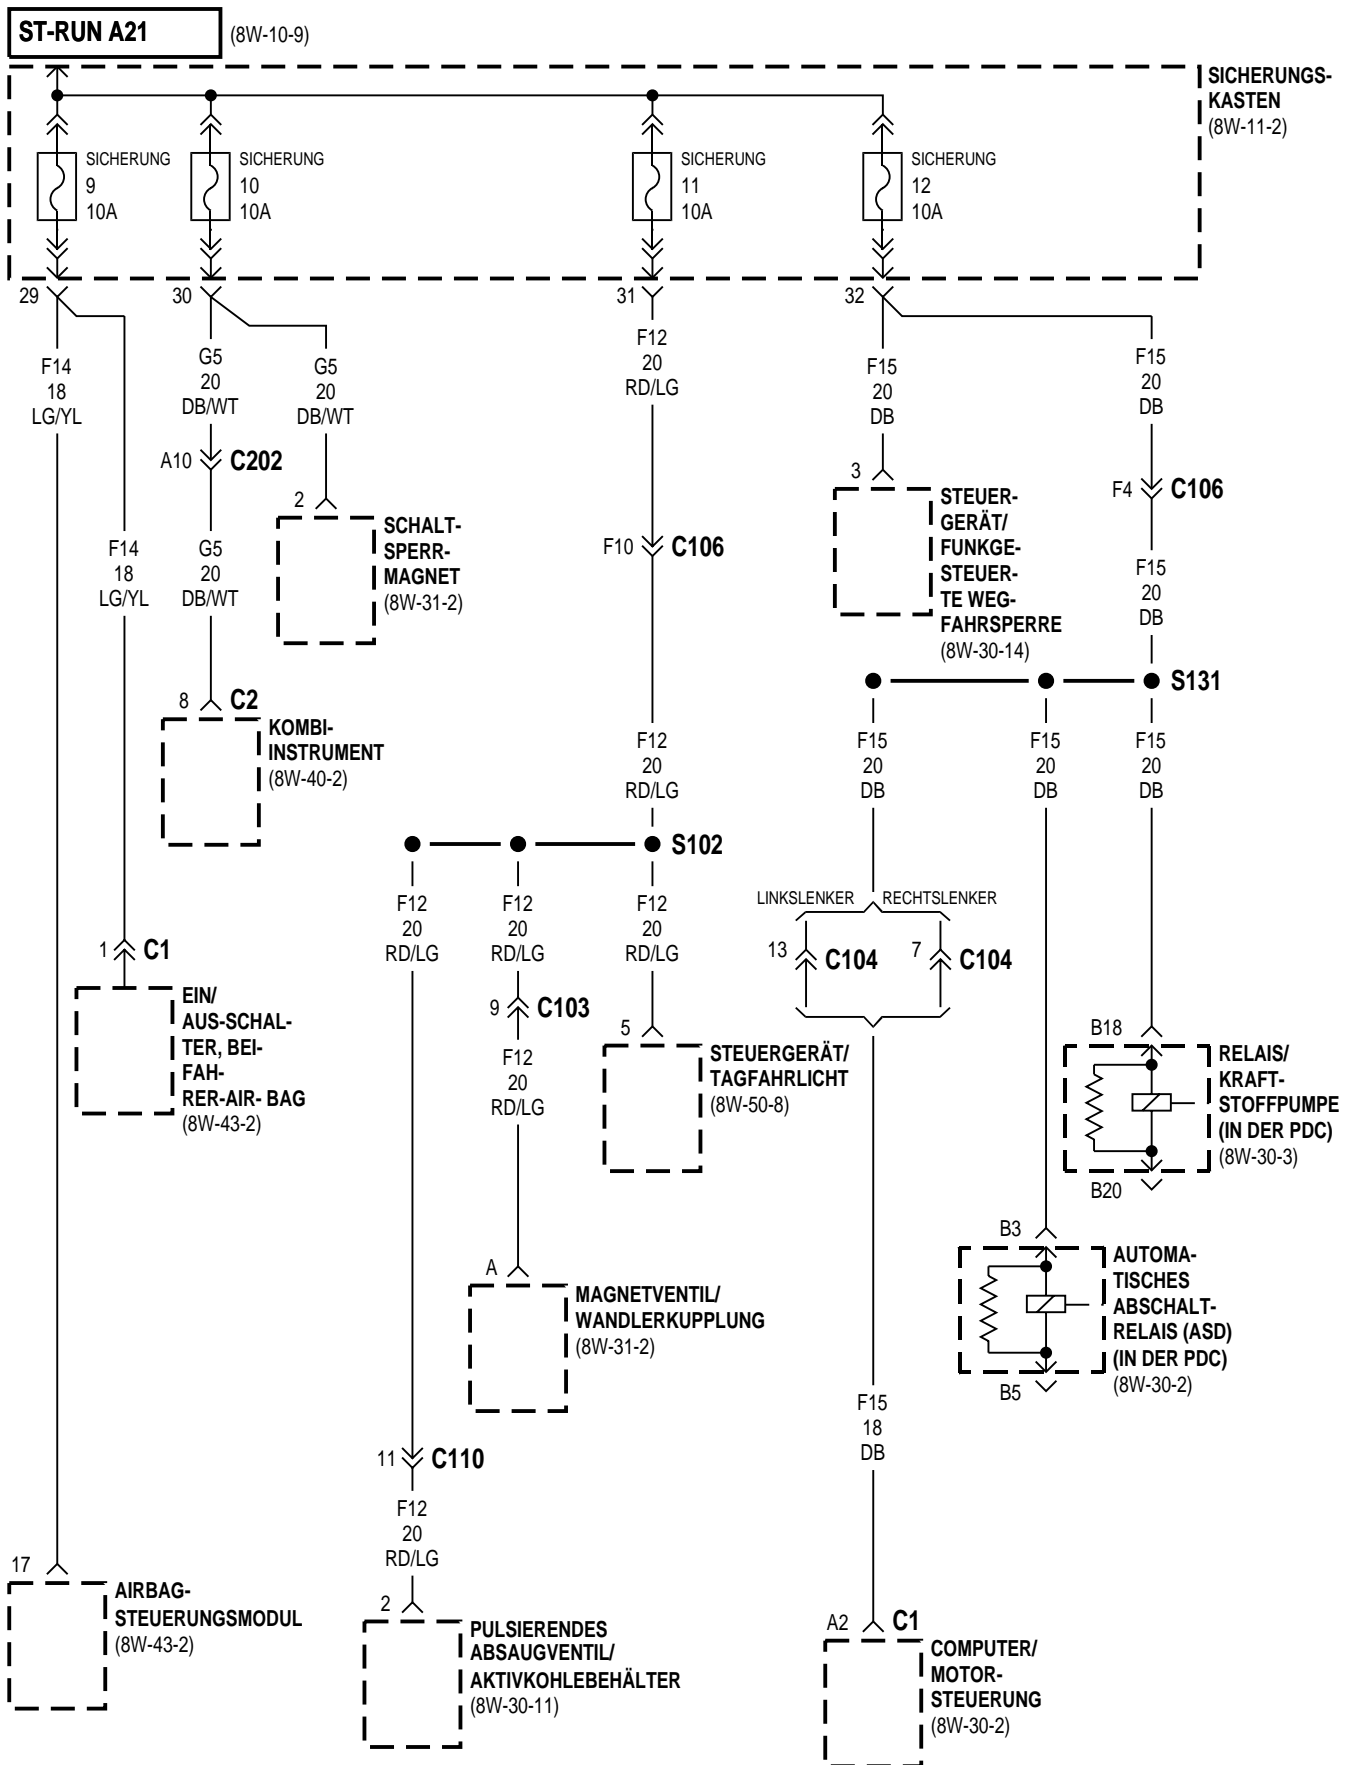 ST-RUN A21 (8W-10-9)
SICHERUNGS-
KASTEN
(8W-11-2)
SICHERUNG
9
10A
SICHERUNG
10
10A
SICHERUNG
11
10A
SICHERUNG
12
10A
29
30
31
32
F14
18
LG/YL
G5
20
DB/WT
G5
20
DB/WT
F12
20
RD/LG
F15
20
DB
F15
20
DB
A10 C202
2
SCHALT-
SPERR-
MAGNET
(8W-31-2)
F14
18
LG/YL
G5
20
DB/WT
F10 C106
3
STEUER-
GERÄT/
FUNKGE-
STEUER-
TE WEG-
FAHRSPERRE
(8W-30-14)
F4 C106
F15
20
DB
S131
8 C2
KOMBI-
INSTRUMENT
(8W-40-2)
F12
20
RD/LG
F15
20
DB
F15
20
DB
F15
20
DB
S102
F12
20
RD/LG
F12
20
RD/LG
F12
20
RD/LG
LINKSLENKER RECHTSLENKER
13 C104
7 C104
1 C1
EIN/
AUS-SCHAL-
TER, BEI-
FAH-
RER-AIR- BAG
(8W-43-2)
9 C103
F12
20
RD/LG
5
STEUERGERÄT/
TAGFAHRLICHT
(8W-50-8)
B18
RELAIS/
KRAFT-
STOFFPUMPE
(IN DER PDC)
(8W-30-3)
B20
B3
AUTOMA-
TISCHES
ABSCHALT-
RELAIS (ASD)
(IN DER PDC)
(8W-30-2)
B5
A
MAGNETVENTIL/
WANDLERKUPPLUNG
(8W-31-2)
F15
18
DB
11 C110
F12
20
RD/LG
17
AIRBAG-
STEUERUNGSMODUL
(8W-43-2)
2
PULSIERENDES
ABSAUGVENTIL/
AKTIVKOHLEBEHÄLTER
(8W-30-11)
A2 C1
COMPUTER/
MOTOR-
STEUERUNG
(8W-30-2)